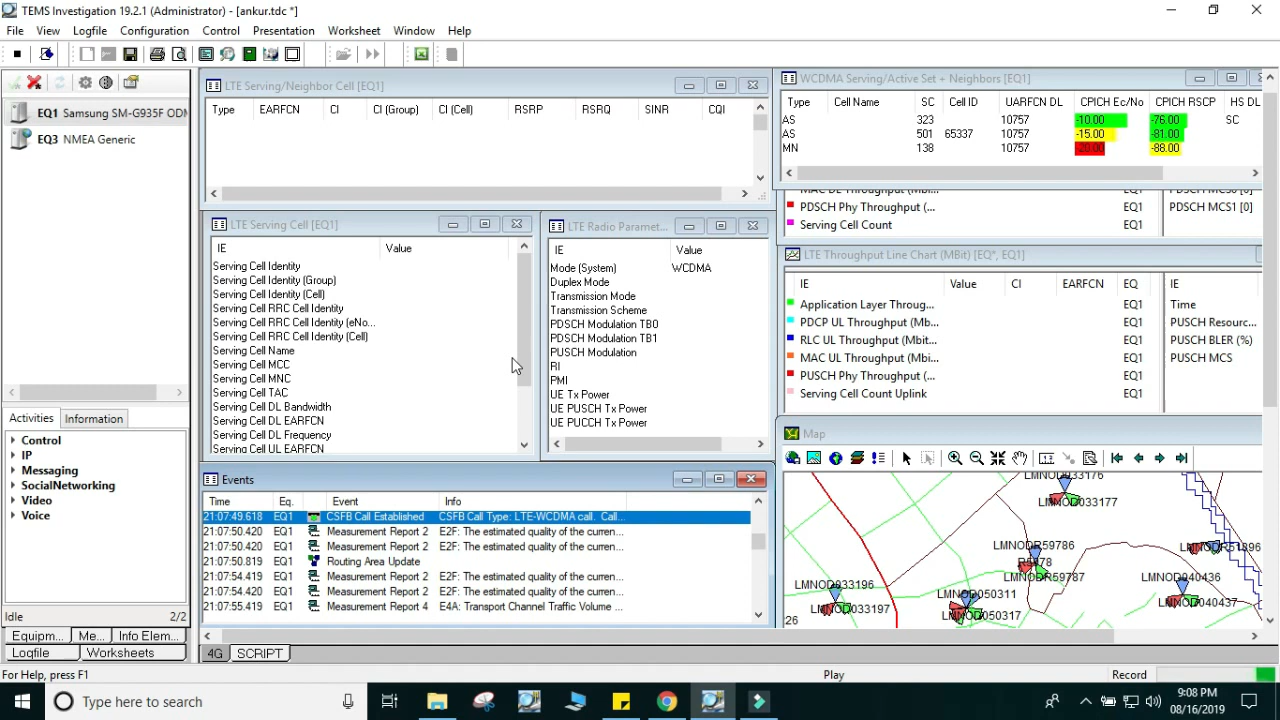 TEMS Investigation 19.2.1 (Administrator) - [ankur.tdc *]
File View Logfile Configuration Control Presentation Worksheet Window Help
EQ1 Samsung SM-G935F ODM
EQ3 NMEA Generic
Activities Information
Control
IP
Messaging
SocialNetworking
Video
Voice
Idle 2/2
Equipm... Me... Info Elem...
Logfile Worksheets
LTE Serving/Neighbor Cell [EQ1]
Type EARFCN CI CI (Group) CI (Cell) RSRP RSRQ SINR CQI
WCDMA Serving/Active Set + Neighbors [EQ1]
Type Cell Name SC Cell ID UARFCN DL CPICH Ec/No CPICH RSCP HS DL
AS 323 10757 -10.00 -76.00 SC
AS 501 65337 10757 -15.00 -81.00
MN 138 10757 -20.00 -88.00
MAC DL Throughput (Mbi... EQ1 PDSCH MCS0 [0]
PDSCH Phy Throughput (... EQ1 PDSCH MCS1 [0]
Serving Cell Count EQ1
LTE Serving Cell [EQ1]
IE Value
Serving Cell Identity
Serving Cell Identity (Group)
Serving Cell Identity (Cell)
Serving Cell RRC Cell Identity
Serving Cell RRC Cell Identity (eNo...
Serving Cell RRC Cell Identity (Cell)
Serving Cell Name
Serving Cell MCC
Serving Cell MNC
Serving Cell TAC
Serving Cell DL Bandwidth
Serving Cell DL EARFCN
Serving Cell DL Frequency
Serving Cell UL EARFCN
LTE Radio Paramet...
IE Value
Mode (System) WCDMA
Duplex Mode
Transmission Mode
Transmission Scheme
PDSCH Modulation TB0
PDSCH Modulation TB1
PUSCH Modulation
RI
PMI
UE Tx Power
UE PUSCH Tx Power
UE PUCCH Tx Power
LTE Throughput Line Chart (MBit) [EQ*, EQ1]
IE Value CI EARFCN EQ IE
Application Layer Throug... EQ1 Time
PDCP UL Throughput (Mb... EQ1 PUSCH Resourc...
RLC UL Throughput (Mbit... EQ1 PUSCH BLER (%)
MAC UL Throughput (Mbi... EQ1 PUSCH MCS
PUSCH Phy Throughput (... EQ1
Serving Cell Count Uplink EQ1
Events
Time Eq. Event Info
21:07:49.618 EQ1 CSFB Call Established CSFB Call Type: LTE-WCDMA call. Call...
21:07:50.420 EQ1 Measurement Report 2 E2F: The estimated quality of the curren...
21:07:50.420 EQ1 Measurement Report 2 E2F: The estimated quality of the curren...
21:07:50.819 EQ1 Routing Area Update
21:07:54.419 EQ1 Measurement Report 2 E2F: The estimated quality of the curren...
21:07:54.420 EQ1 Measurement Report 2 E2F: The estimated quality of the curren...
21:07:55.419 EQ1 Measurement Report 4 E4A: Transport Channel Traffic Volume ...
Map
LMNOD033176
LMNOD033177
LMNODR59786
LMNODR59787
LMNOD033196
LMNOD033197
LMNOD050311
LMNOD050317
LMNOD040436
LMNOD040437
26
4G SCRIPT
For Help, press F1 Play Record
Type here to search
9:08 PM
08/16/2019